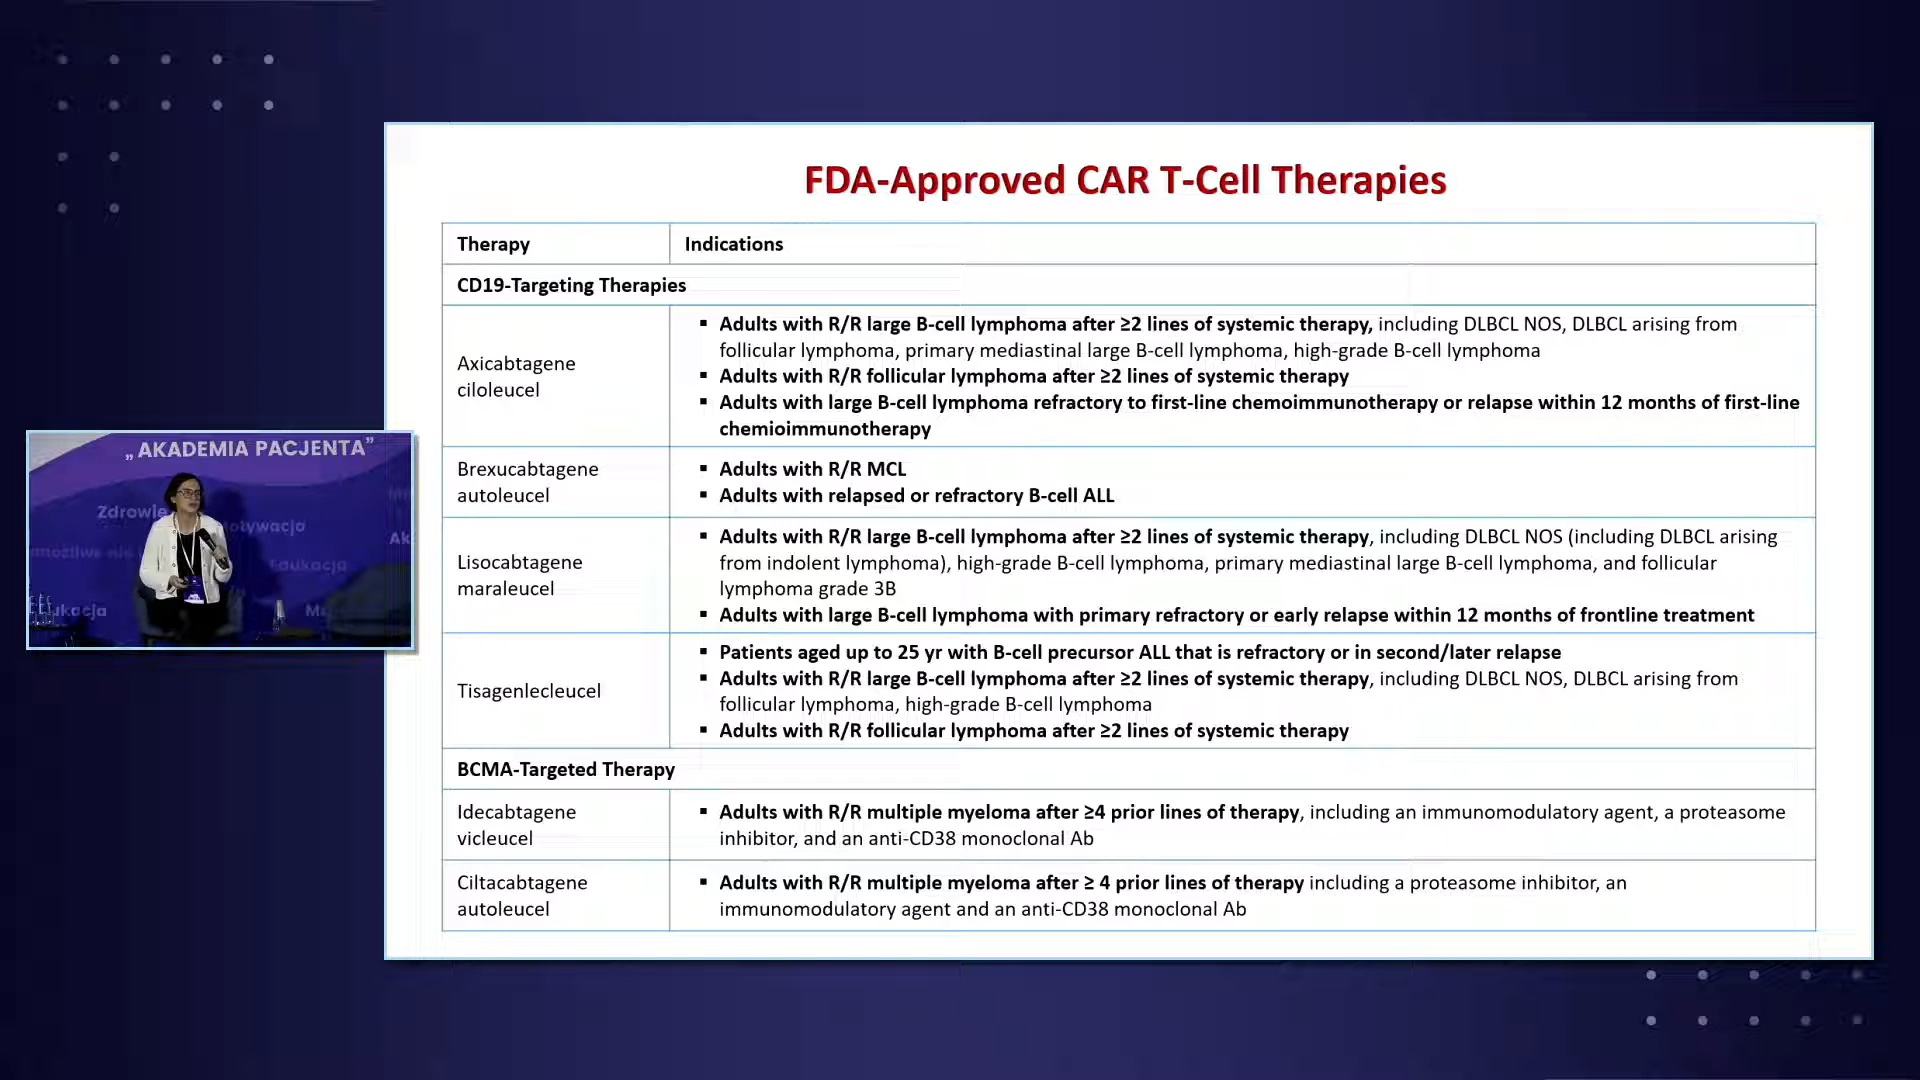 FDA-Approved CAR T-Cell Therapies
Therapy Indications
CD19-Targeting Therapies
Axicabtagene
ciloleucel
▪ Adults with R/R large B-cell lymphoma after ≥2 lines of systemic therapy, including DLBCL NOS, DLBCL arising from
follicular lymphoma, primary mediastinal large B-cell lymphoma, high-grade B-cell lymphoma
▪ Adults with R/R follicular lymphoma after ≥2 lines of systemic therapy
▪ Adults with large B-cell lymphoma refractory to first-line chemoimmunotherapy or relapse within 12 months of first-line
chemioimmunotherapy
Brexucabtagene
autoleucel
▪ Adults with R/R MCL
▪ Adults with relapsed or refractory B-cell ALL
Lisocabtagene
maraleucel
▪ Adults with R/R large B-cell lymphoma after ≥2 lines of systemic therapy, including DLBCL NOS (including DLBCL arising
from indolent lymphoma), high-grade B-cell lymphoma, primary mediastinal large B-cell lymphoma, and follicular
lymphoma grade 3B
▪ Adults with large B-cell lymphoma with primary refractory or early relapse within 12 months of frontline treatment
Tisagenlecleucel
▪ Patients aged up to 25 yr with B-cell precursor ALL that is refractory or in second/later relapse
▪ Adults with R/R large B-cell lymphoma after ≥2 lines of systemic therapy, including DLBCL NOS, DLBCL arising from
follicular lymphoma, high-grade B-cell lymphoma
▪ Adults with R/R follicular lymphoma after ≥2 lines of systemic therapy
BCMA-Targeted Therapy
Idecabtagene
vicleucel
▪ Adults with R/R multiple myeloma after ≥4 prior lines of therapy, including an immunomodulatory agent, a proteasome
inhibitor, and an anti-CD38 monoclonal Ab
Ciltacabtagene
autoleucel
▪ Adults with R/R multiple myeloma after ≥ 4 prior lines of therapy including a proteasome inhibitor, an
immunomodulatory agent and an anti-CD38 monoclonal Ab
„ AKADEMIA PACJENTA”
Zdrowie
Edukacja